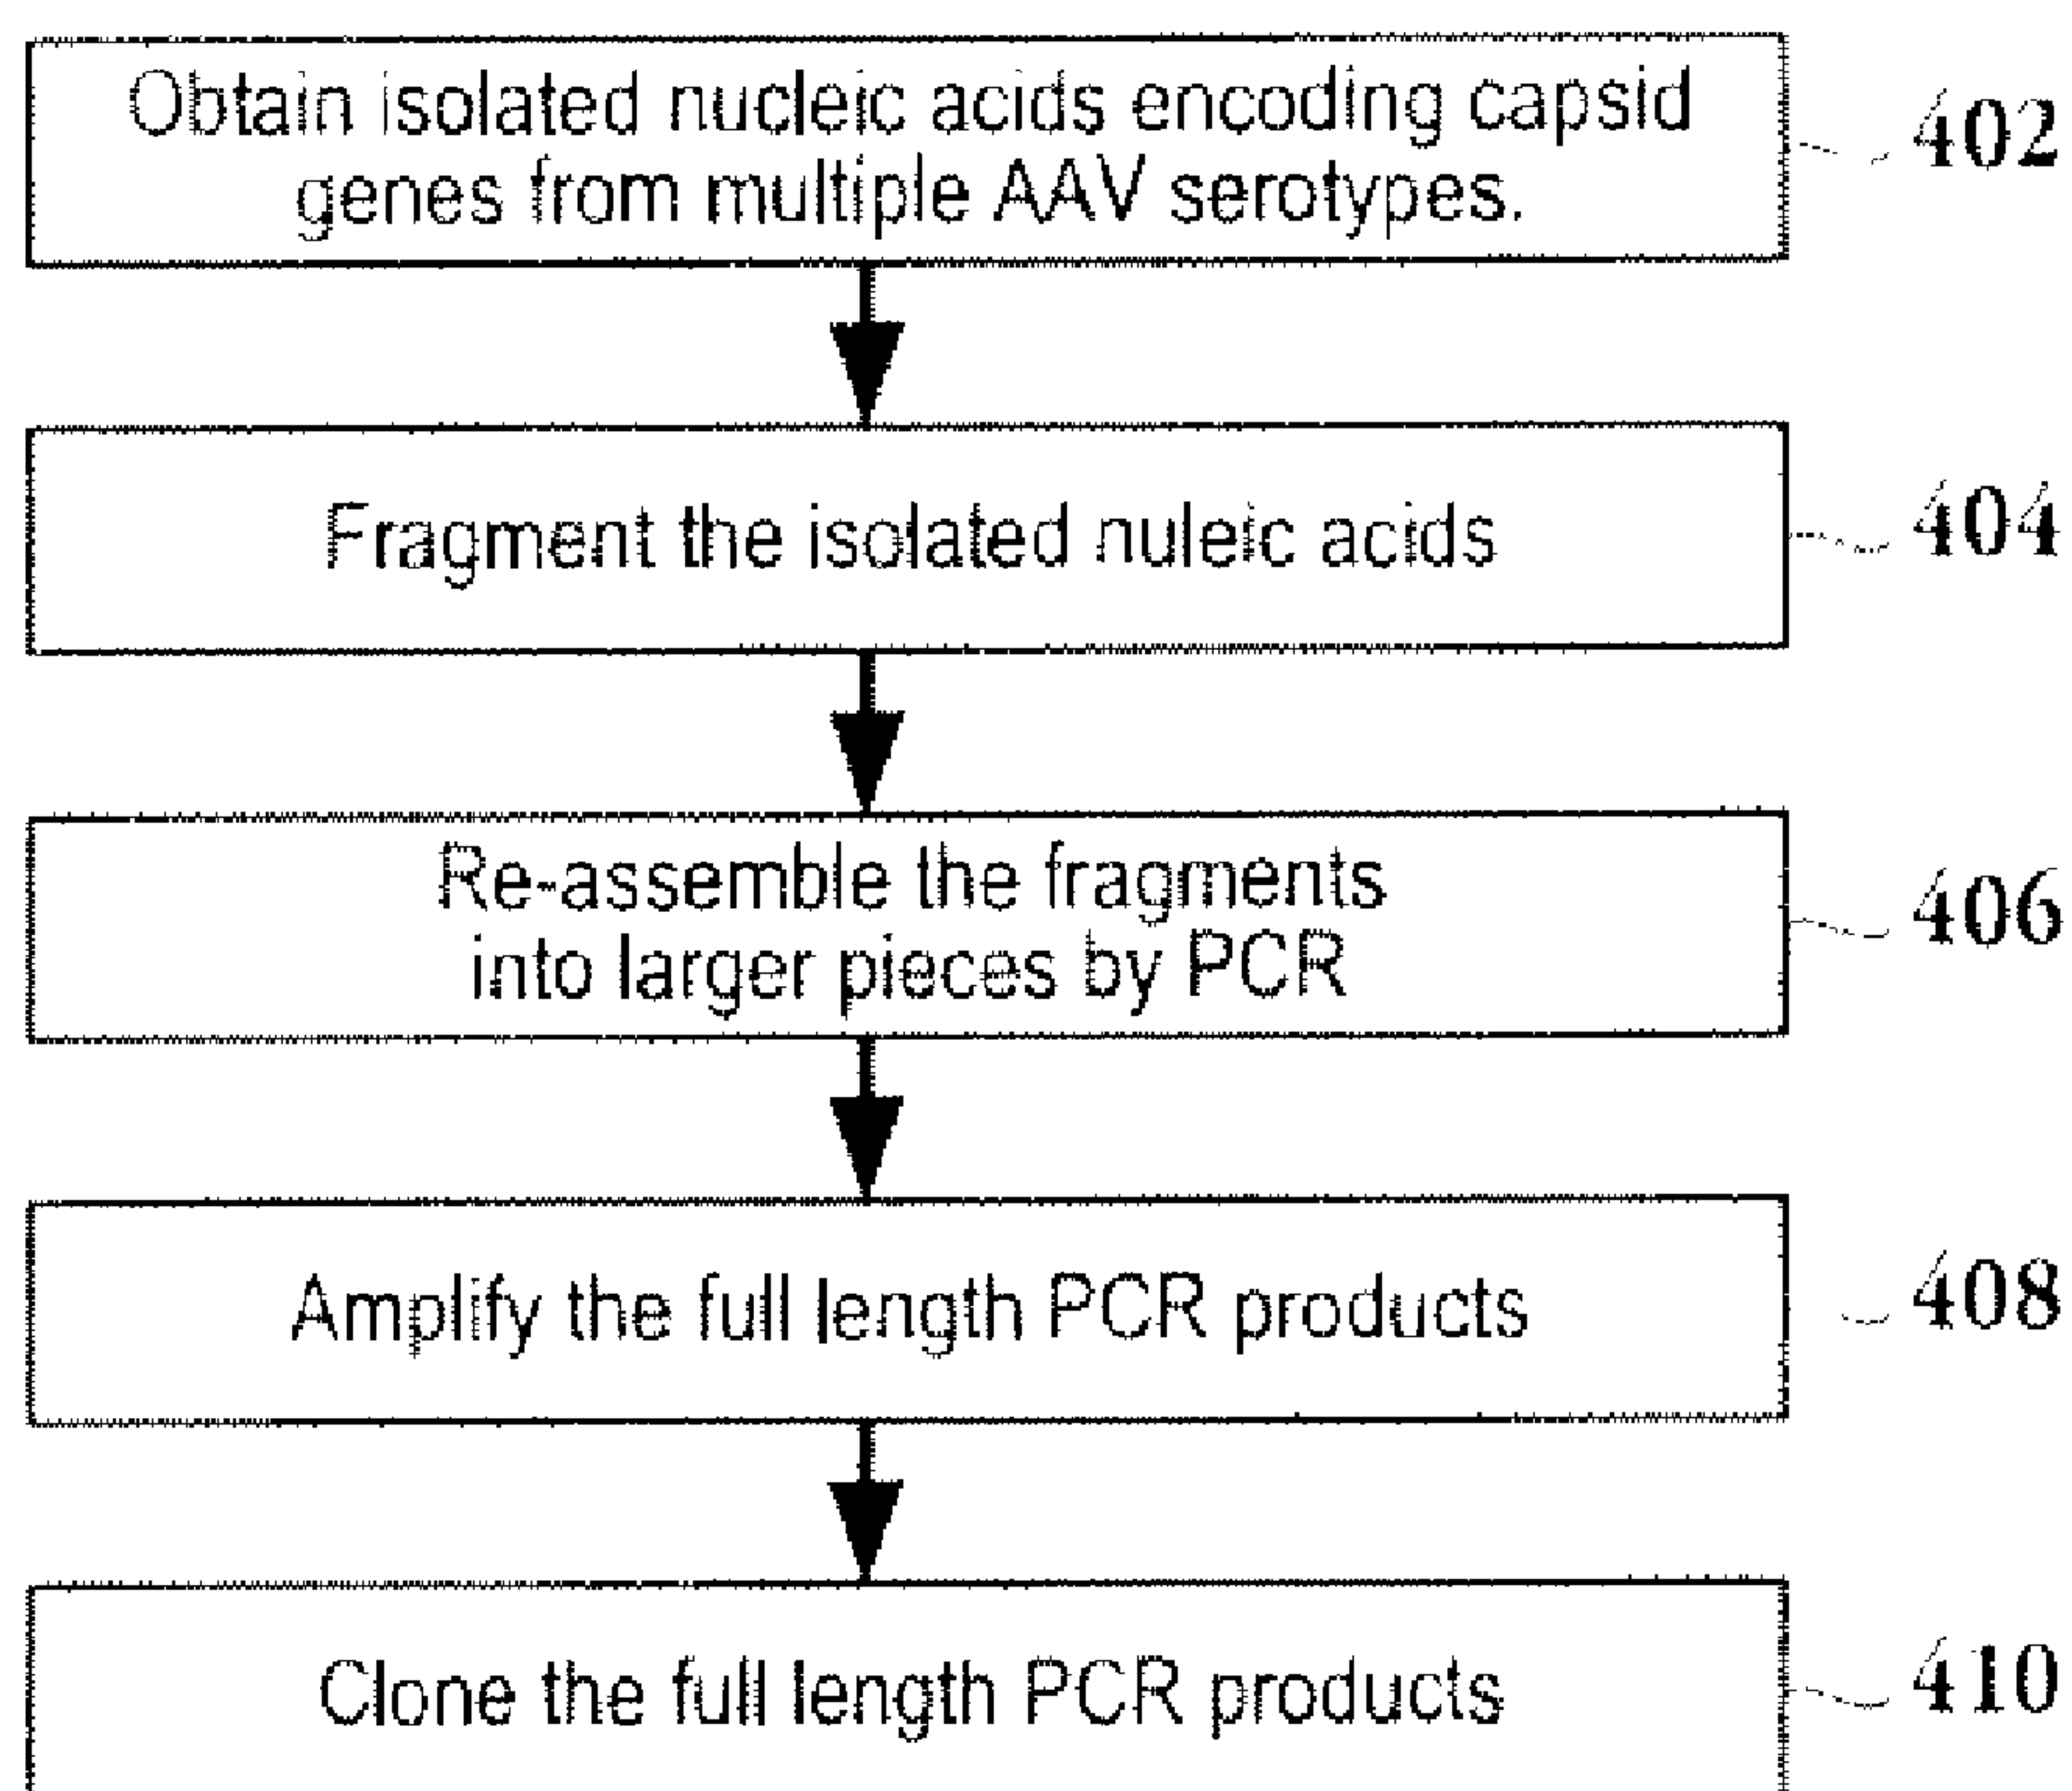 Obtain isolated nucleic acids encoding capsid
genes from multiple AAV serotypes.
402
Fragment the isolated nuleic acids
404
Re-assemble the fragments
into larger pieces by PCR
406
Amplify the full length PCR products
408
Clone the full length PCR products
410